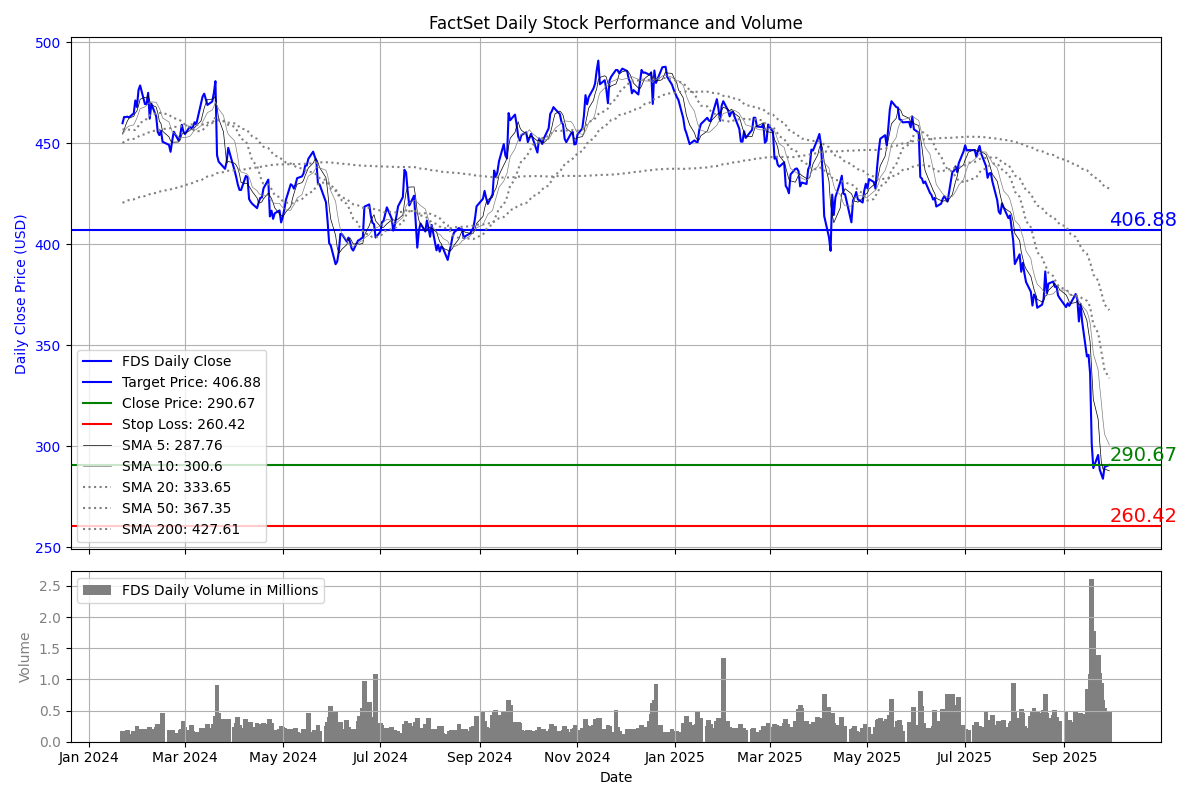 FactSet Daily Stock Performance and Volume
500
450
400
350
300
250
Daily Close Price (USD)
406.88
290.67
260.42
FDS Daily Close
Target Price: 406.88
Close Price: 290.67
Stop Loss: 260.42
SMA 5: 287.76
SMA 10: 300.6
SMA 20: 333.65
SMA 50: 367.35
SMA 200: 427.61
FDS Daily Volume in Millions
2.5
2.0
1.5
1.0
0.5
0.0
Volume
Jan 2024 Mar 2024 May 2024 Jul 2024 Sep 2024 Nov 2024 Jan 2025 Mar 2025 May 2025 Jul 2025 Sep 2025
Date